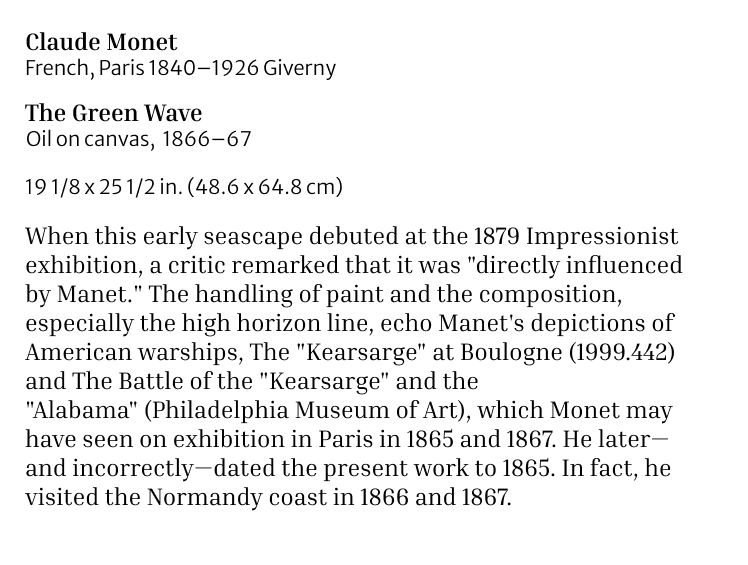 Claude Monet
French, Paris 1840–1926 Giverny
The Green Wave
Oil on canvas, 1866–67
19 1/8 x 25 1/2 in. (48.6 x 64.8 cm)
When this early seascape debuted at the 1879 Impressionist
exhibition, a critic remarked that it was "directly influenced
by Manet." The handling of paint and the composition,
especially the high horizon line, echo Manet's depictions of
American warships, The "Kearsarge" at Boulogne (1999.442)
and The Battle of the "Kearsarge" and the
"Alabama" (Philadelphia Museum of Art), which Monet may
have seen on exhibition in Paris in 1865 and 1867. He later—
and incorrectly—dated the present work to 1865. In fact, he
visited the Normandy coast in 1866 and 1867.